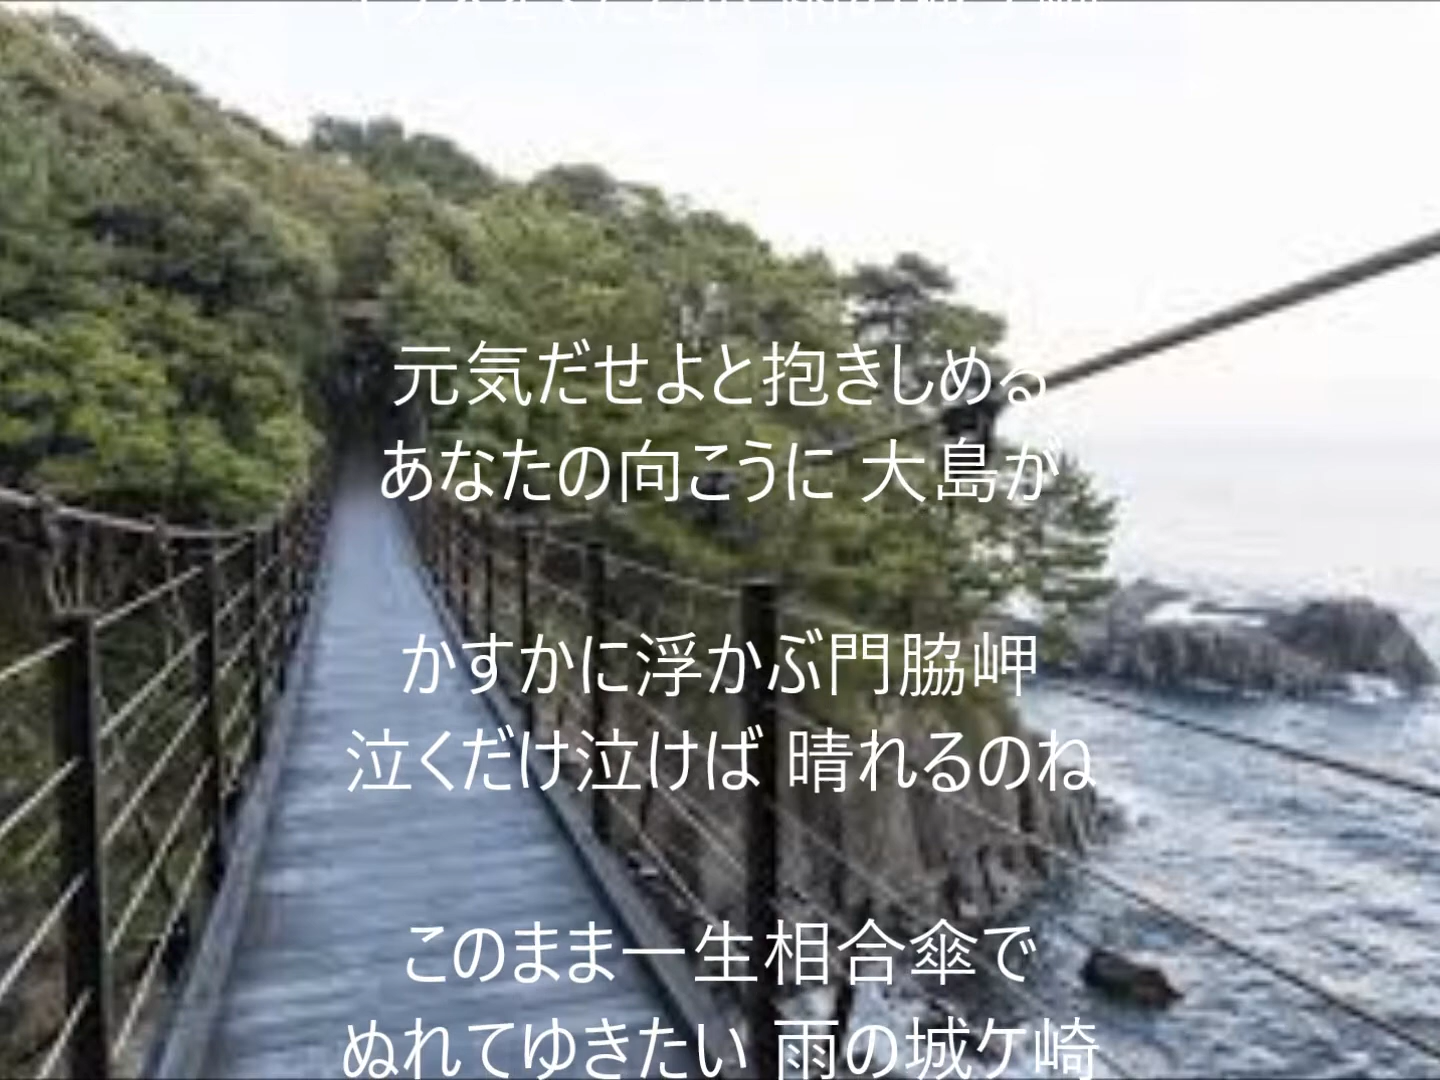 元気だせよと抱きしめる
あなたの向こうに 大島が
かすかに浮かぶ門脇岬
泣くだけ泣けば 晴れるのね
このまま一生相合傘で
ぬれてゆきたい 雨の城ケ崎